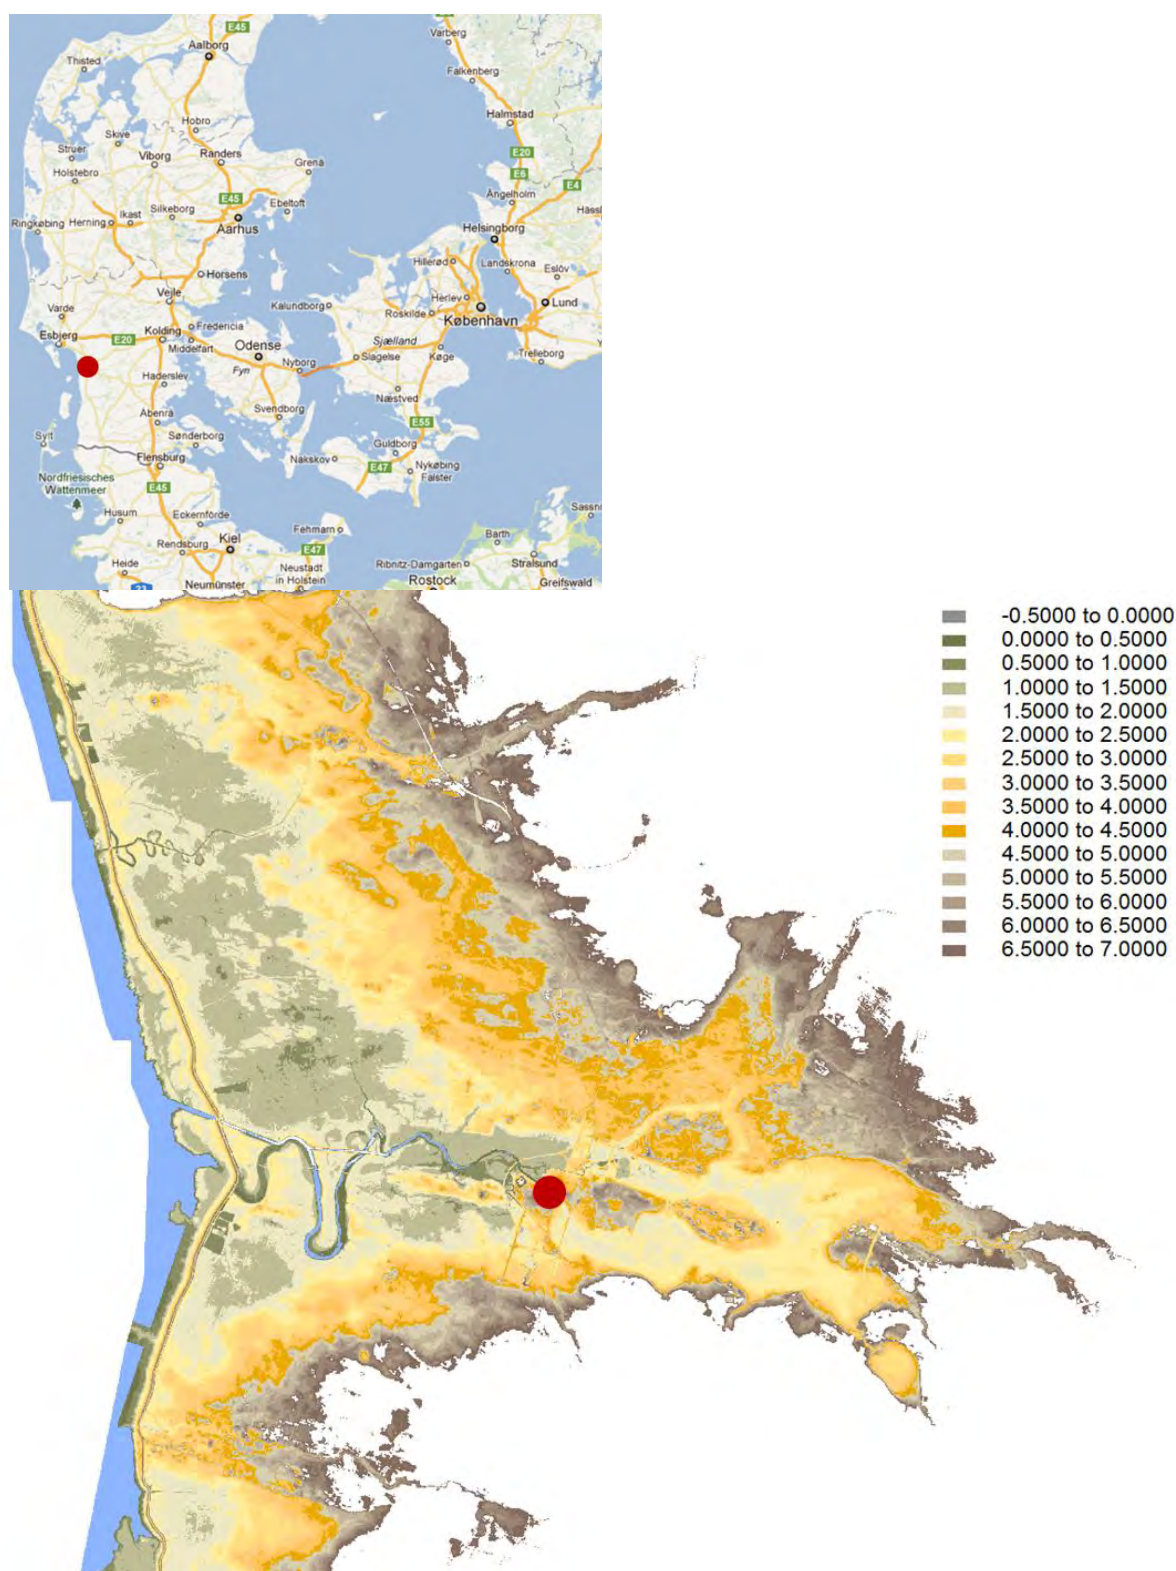 E45
Aalborg
Varberg
Thisted
Falkenberg
Hobro
Halmstad
Skive
Struer
Viborg
Randers
Grenå
E20
Holstebro
E6
E4
E45
Ängelholm
Ringkøbing
Herning
Ikast
Silkeborg
Ebeltoft
Aarhus
Helsingborg
Häss
Hillerød
Landskrona
Eslöv
Horsens
Vejle
Kalundborg
Herlev
Lund
Varde
Roskilde
København
Esbjerg
E20
Kolding
Fredericia
Middelfart
Odense
Sjælland
Trelleborg
Fyn
Nyborg
Slagelse
Køge
Haderslev
Næstved
Åbenrå
Svendborg
E55
Sylt
Sønderborg
Guldborg
Flensburg
Nakskov
E47
Nykøbing
Falster
Nordfriesisches
Wattenmeer
E45
Husum
Eckernförde
Fehmarn
Sassn
Rendsburg
Kiel
Barth
E47
Stralsund
Heide
Neustadt
in Holstein
Ribnitz-Damgarten
Neumünster
Rostock
Greifswald
23
-0.5000 to 0.0000
0.0000 to 0.5000
0.5000 to 1.0000
1.0000 to 1.5000
1.5000 to 2.0000
2.0000 to 2.5000
2.5000 to 3.0000
3.0000 to 3.5000
3.5000 to 4.0000
4.0000 to 4.5000
4.5000 to 5.0000
5.0000 to 5.5000
5.5000 to 6.0000
6.0000 to 6.5000
6.5000 to 7.0000